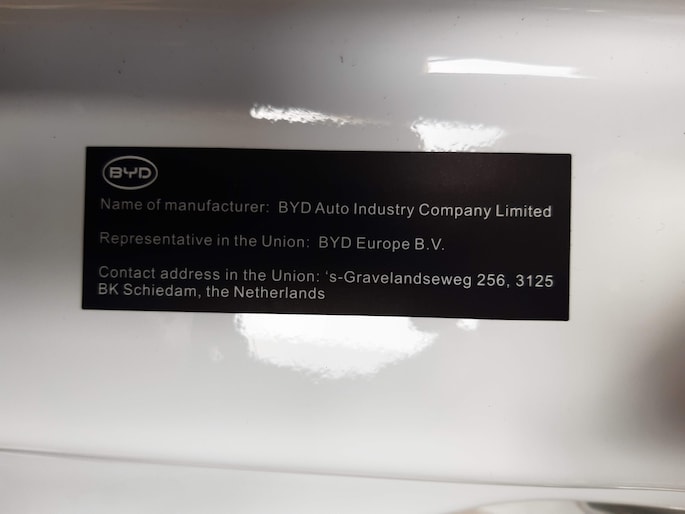 BYD
Name of manufacturer: BYD Auto Industry Company Limited
Representative in the Union: BYD Europe B.V.
Contact address in the Union: ‘s-Gravelandseweg 256, 3125
BK Schiedam, the Netherlands